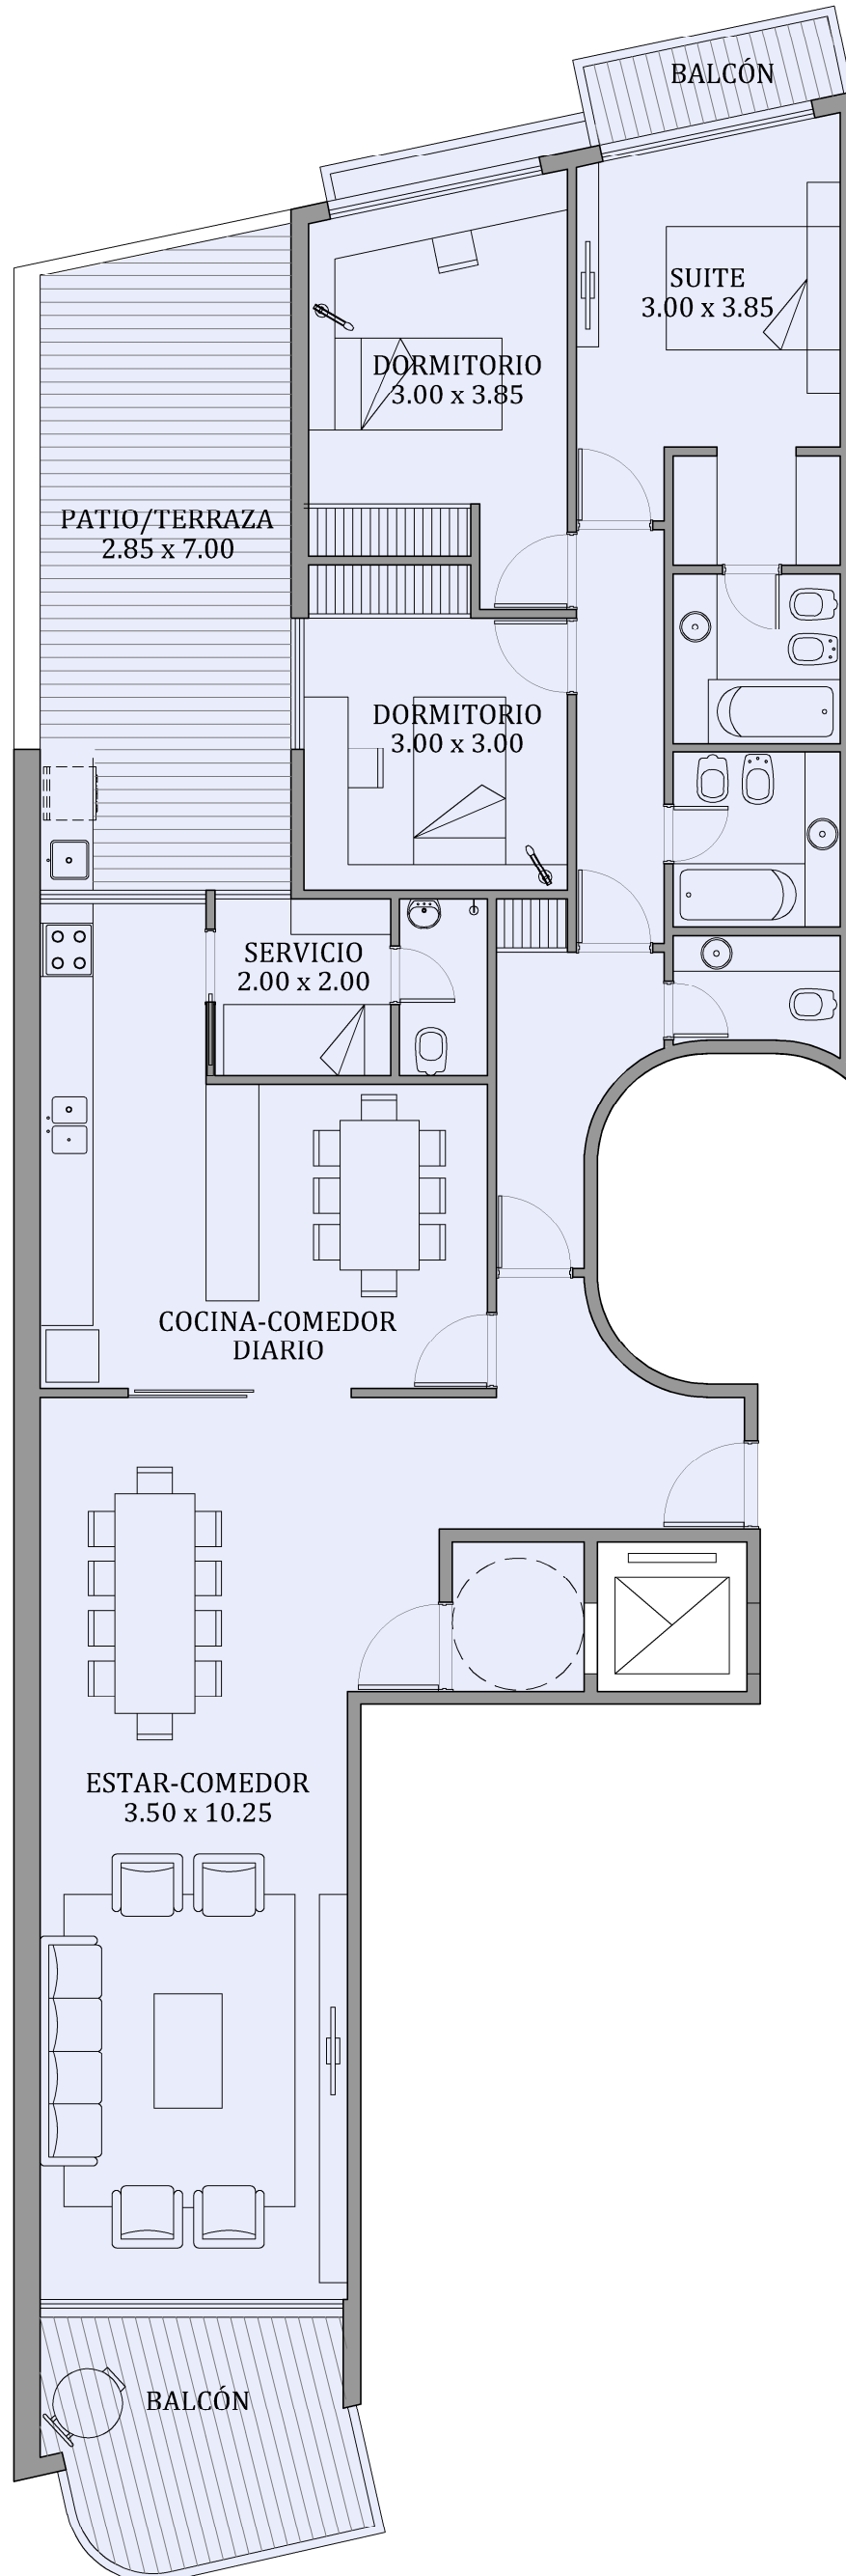 BALCÓN
SUITE
3.00 x 3.85
DORMITORIO
3.00 x 3.85
PATIO/TERRAZA
2.85 x 7.00
DORMITORIO
3.00 x 3.00
SERVICIO
2.00 x 2.00
COCINA-COMEDOR
DIARIO
ESTAR-COMEDOR
3.50 x 10.25
BALCÓN